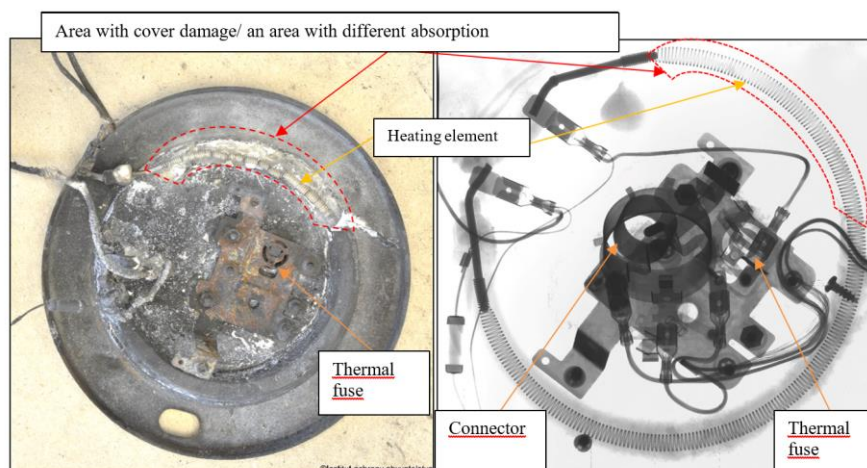 Area with cover damage/ an area with different absorption
Heating element
Thermal
fuse
Connector
Thermal
fuse